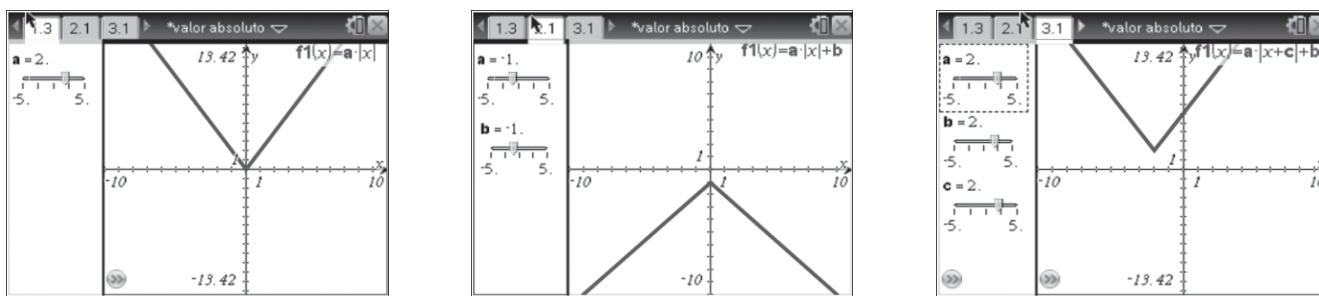 1.3 2.1 3.1 *valor absoluto
a = 2.
-5. 5.
13.42 y f1(x)=a·|x|
1
x
-10 1 10
-13.42
1.3 2.1 3.1 *valor absoluto
a = -1.
-5. 5.
b = -1.
-5. 5.
10 y f1(x)=a·|x|+b
1
x
-10 1 10
-10
1.3 2.1 3.1 *valor absoluto
a = 2.
-5. 5.
b = 2.
-5. 5.
c = 2.
-5. 5.
13.42 y f1(x)=a·|x+c|+b
1
-10 1
-13.42